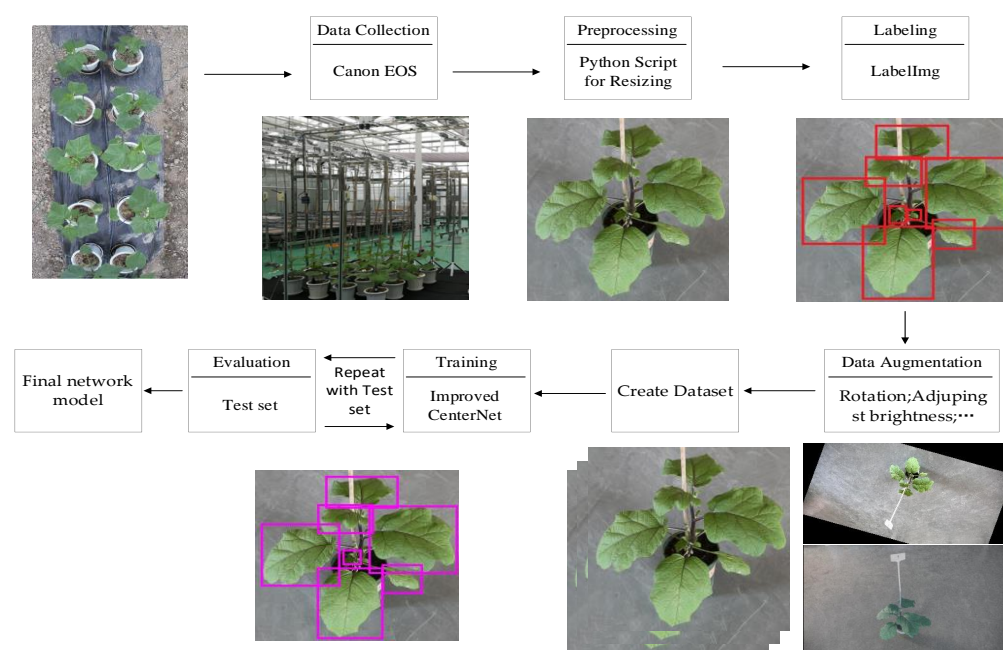 Data Collection
Canon EOS
Preprocessing
Python Script
for Resizing
Labeling
LabelImg
Final network
model
Evaluation
Test set
Repeat
with Test
set
Training
Improved
CenterNet
Create Dataset
Data Augmentation
Rotation;Adjuping
st brightness;⋯